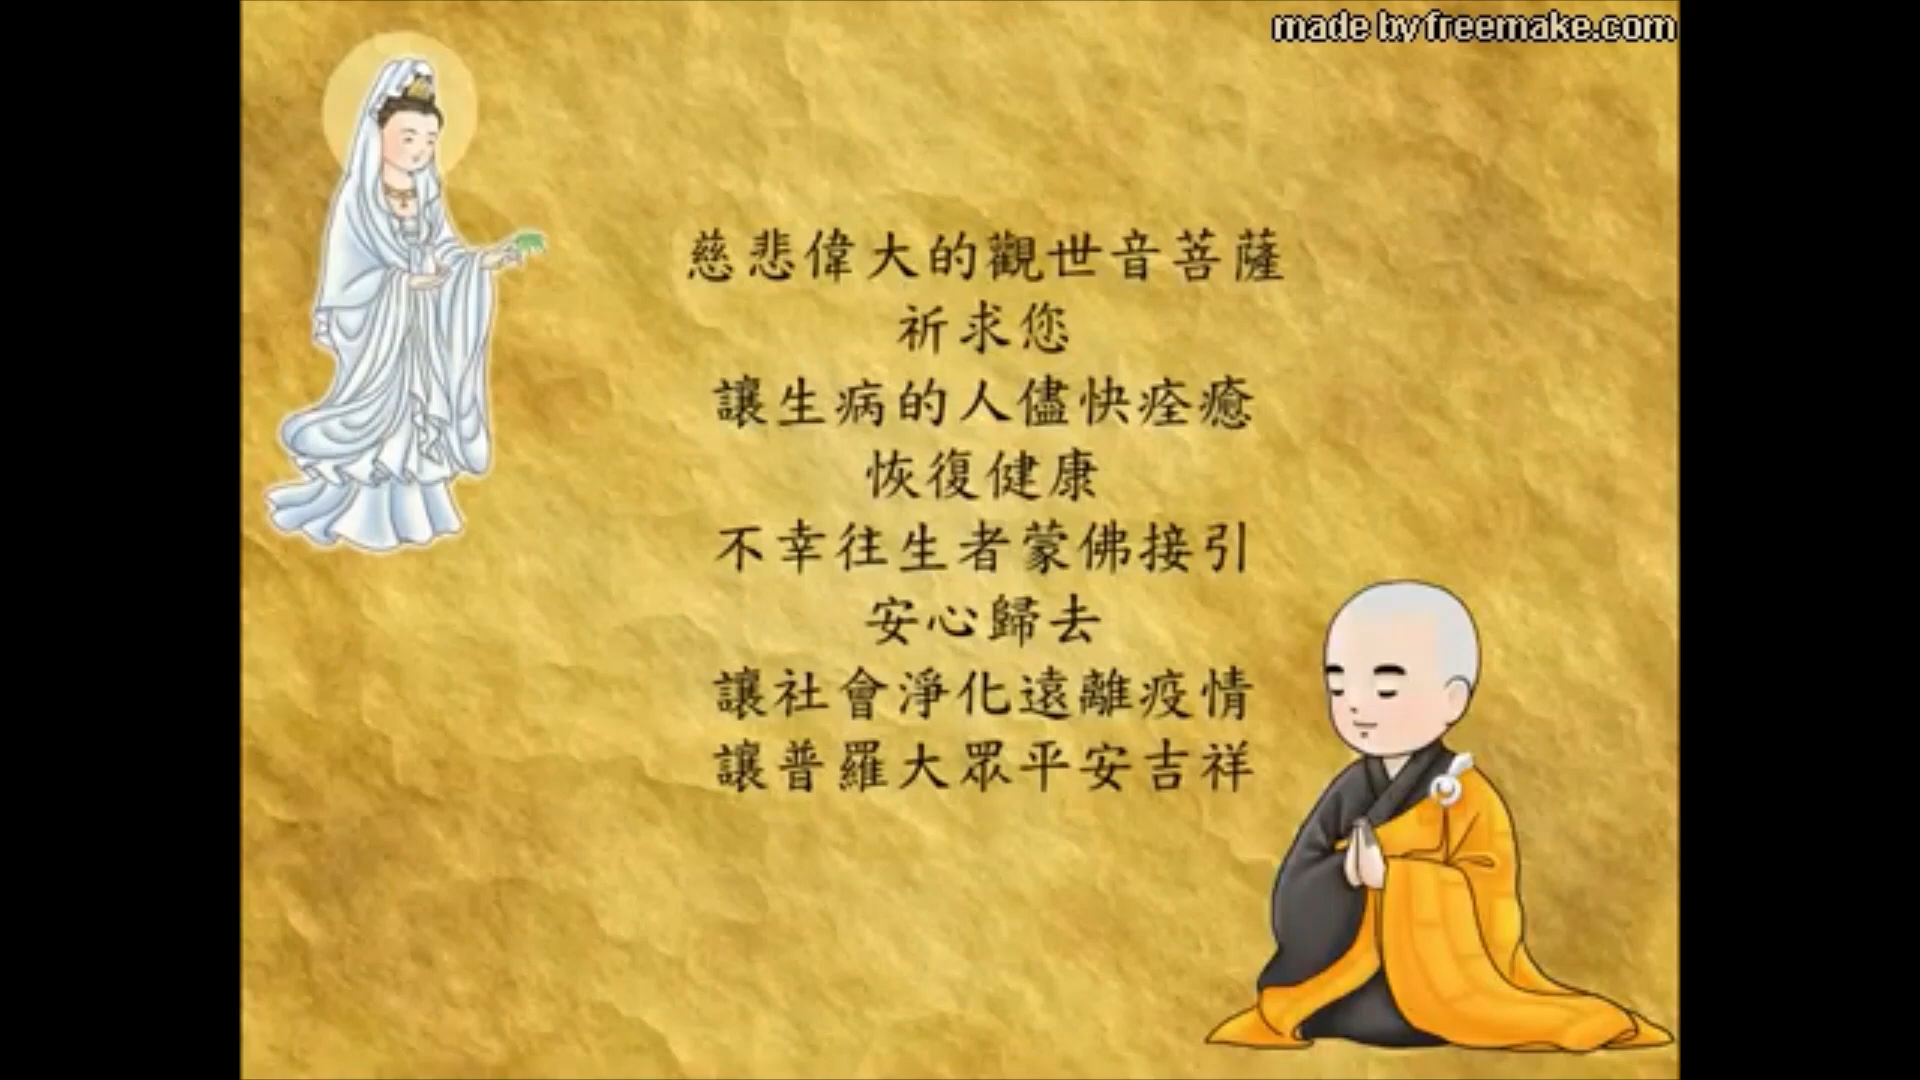 made by freemake.com
慈悲偉大的觀世音菩薩
祈求您
讓生病的人儘快痊癒
恢復健康
不幸往生者蒙佛接引
安心歸去
讓社會淨化遠離疫情
讓普羅大眾平安吉祥